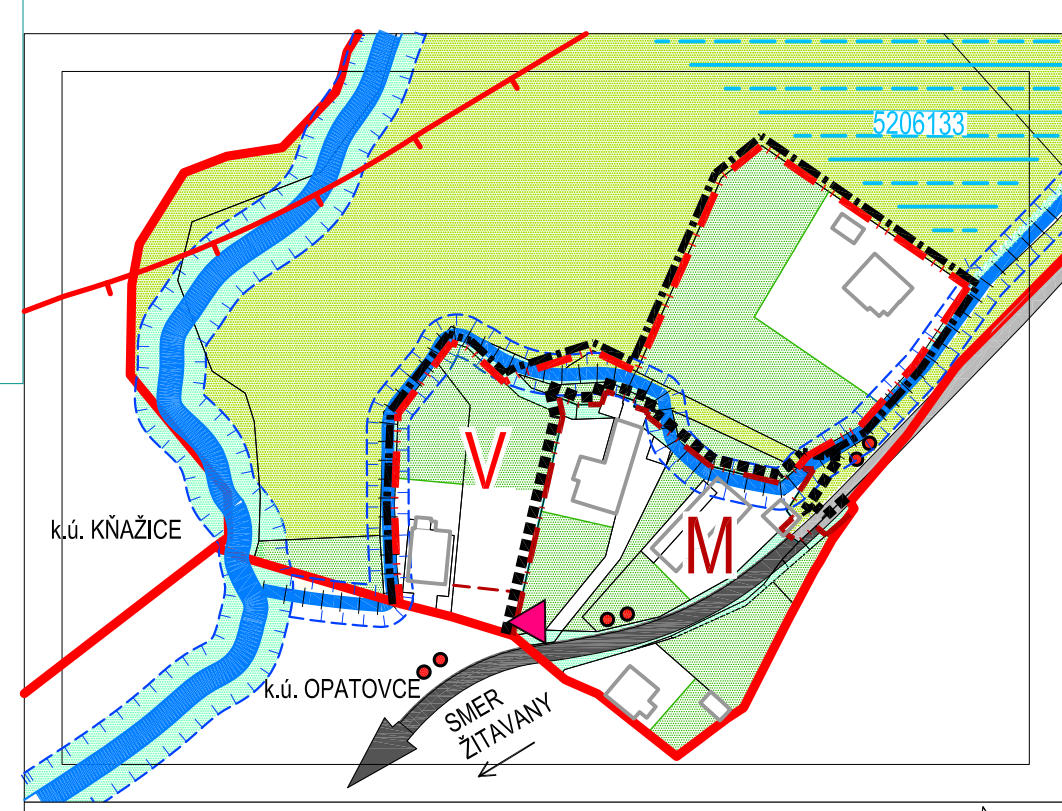 5206133
V
k.ú. KŇAŽICE
M
k.ú. OPATOVCE
SMER
ŽITAVANY